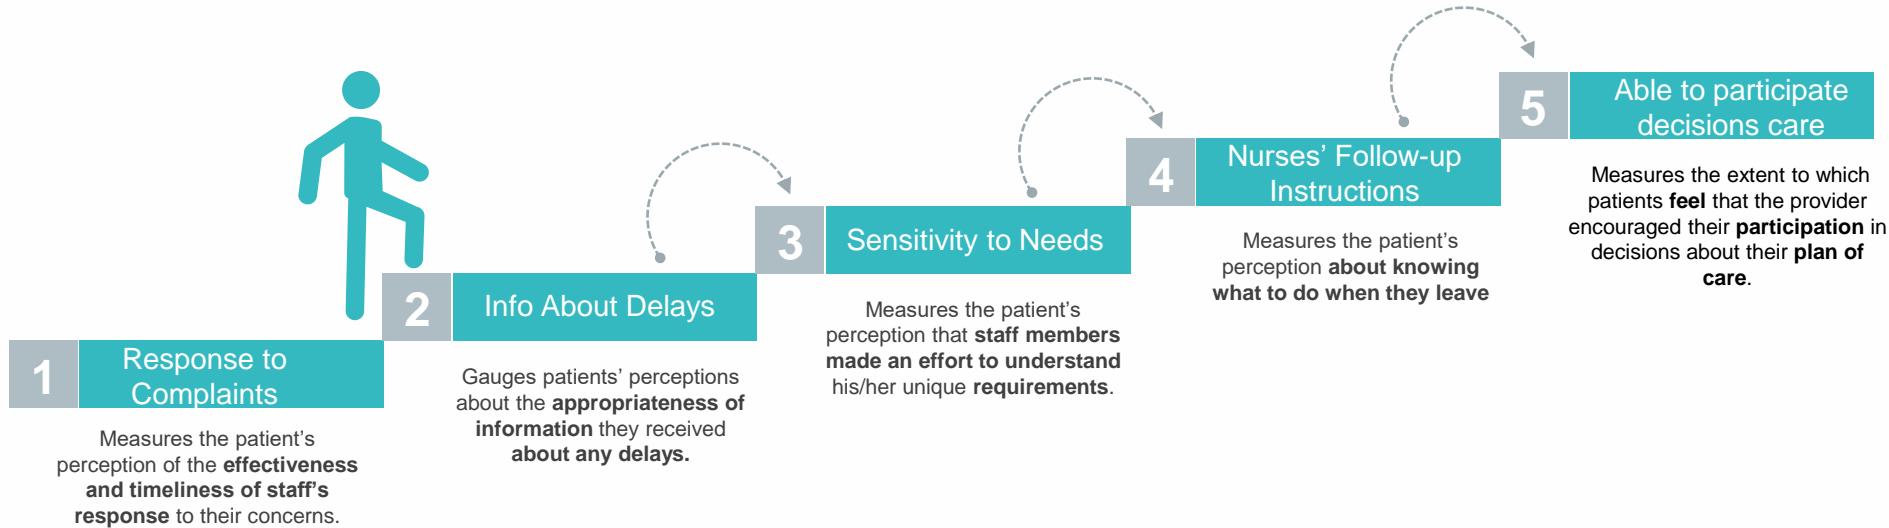 1
Response to
Complaints
Measures the patient’s
perception of the effectiveness
and timeliness of staff’s
response to their concerns.
2
Info About Delays
Gauges patients’ perceptions
about the appropriateness of
information they received
about any delays.
3
Sensitivity to Needs
Measures the patient’s
perception that staff members
made an effort to understand
his/her unique requirements.
4
Nurses’ Follow-up
Instructions
Measures the patient’s
perception about knowing
what to do when they leave
5
Able to participate
decisions care
Measures the extent to which
patients feel that the provider
encouraged their participation in
decisions about their plan of
care.